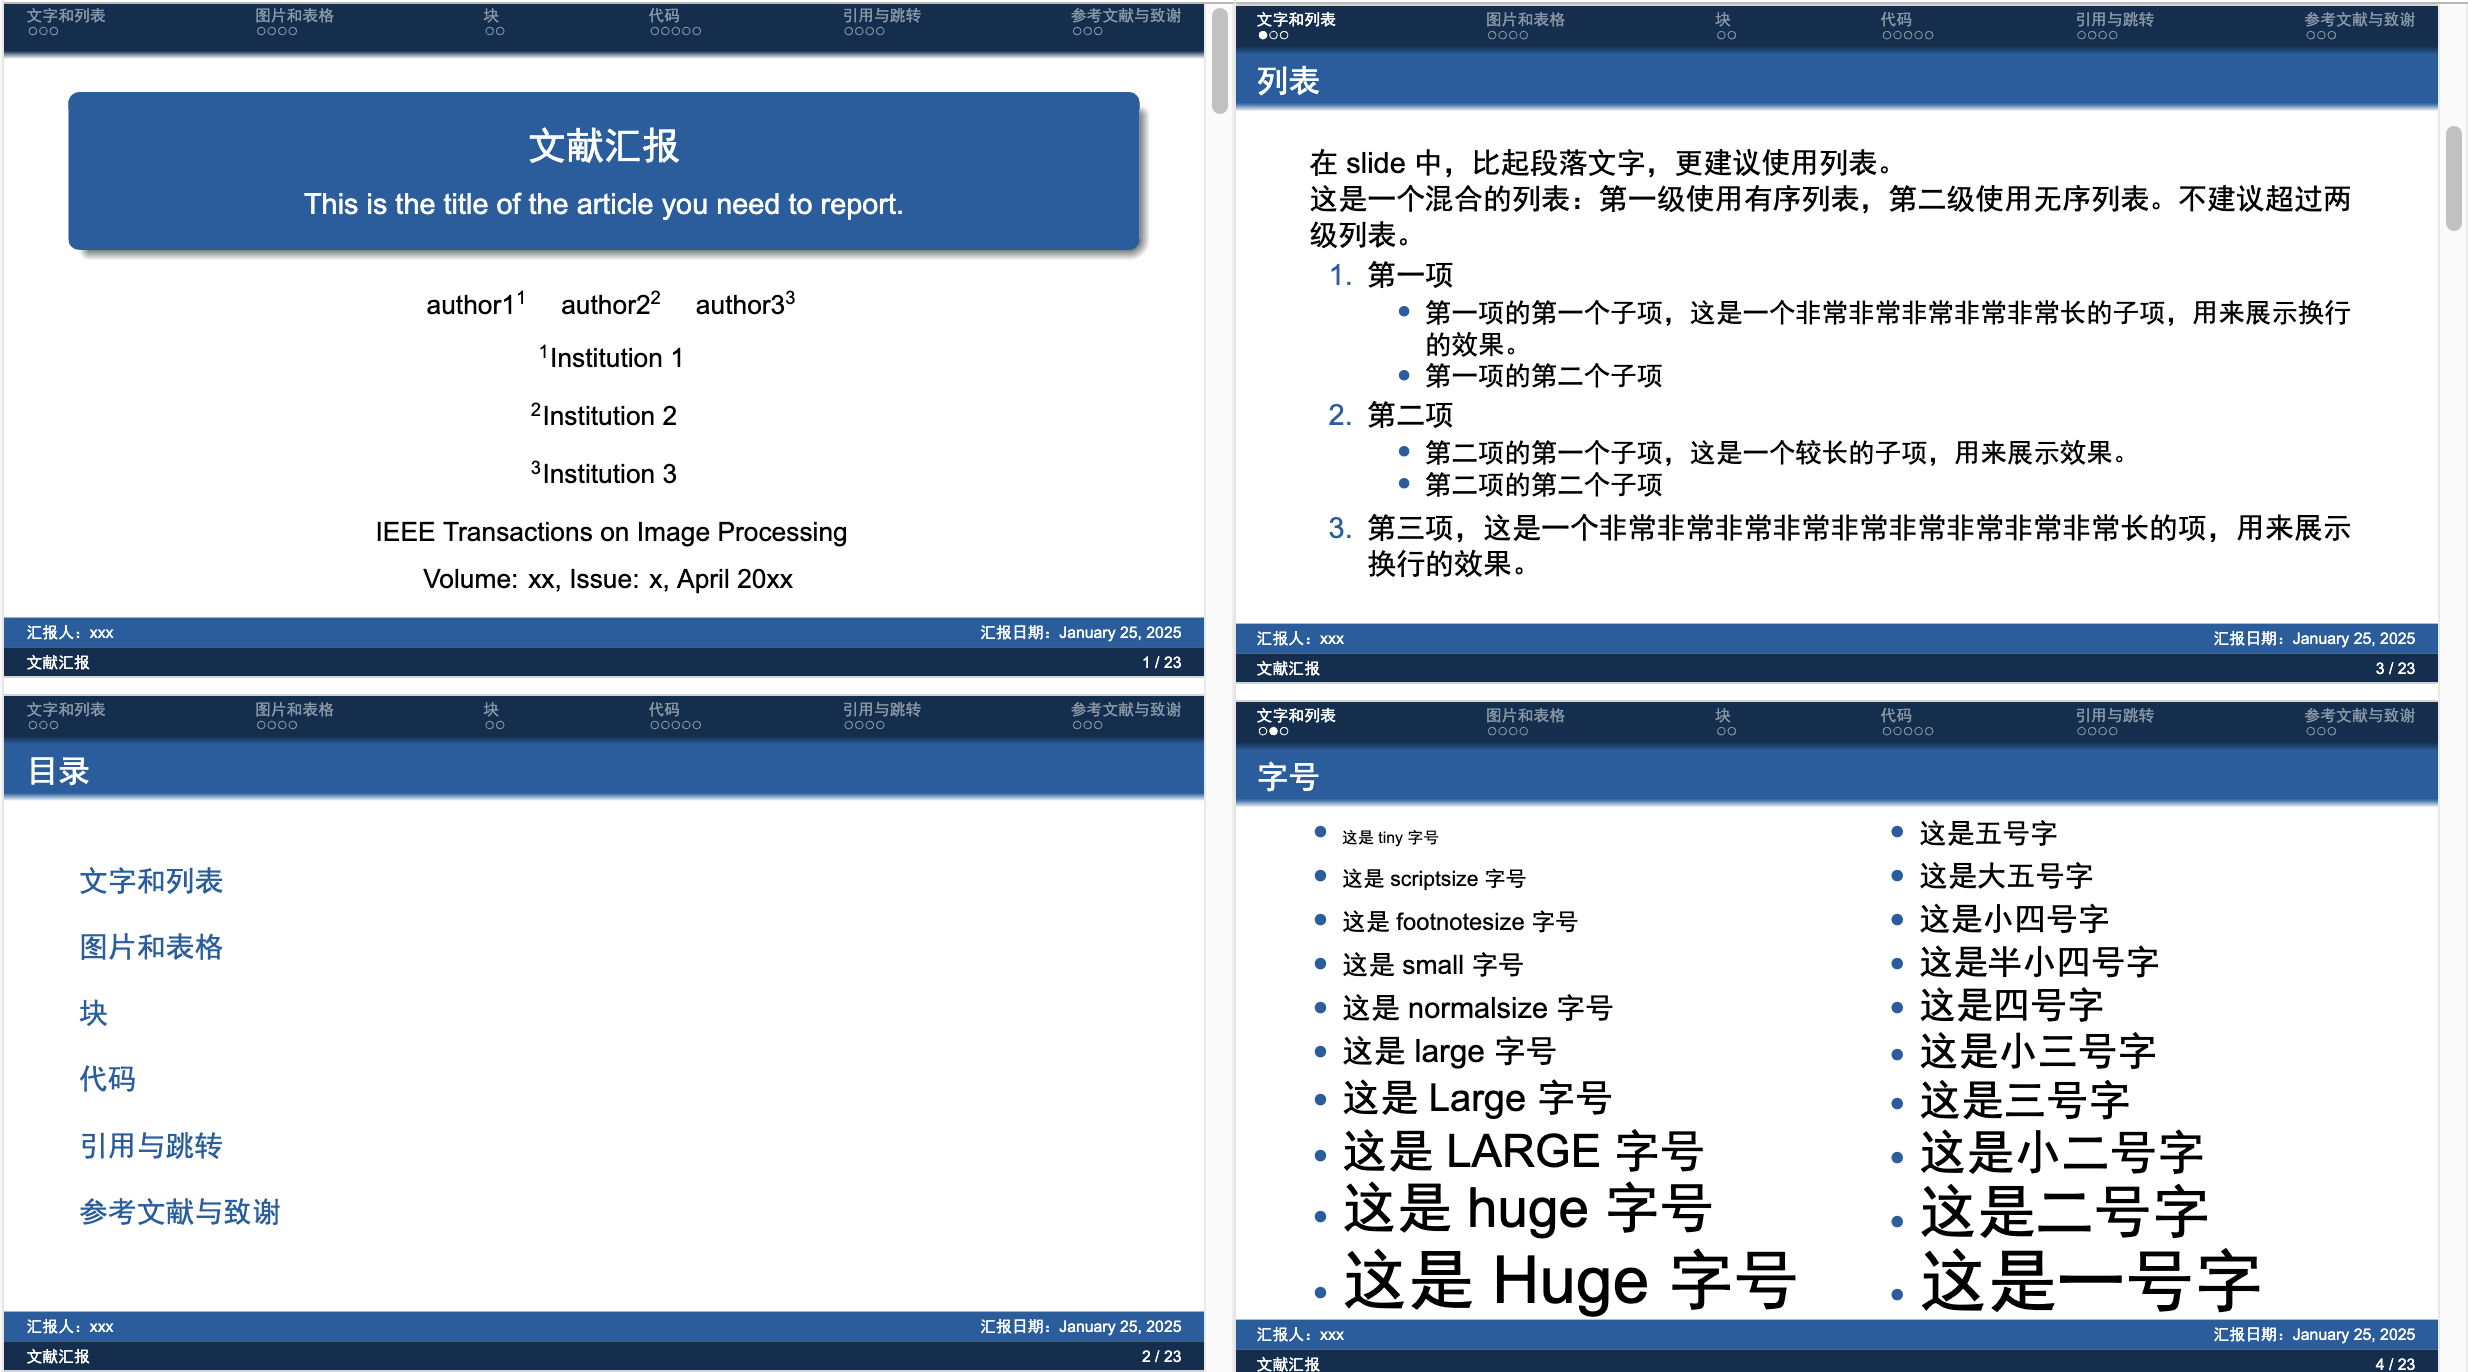 文字和列表 图片和表格 块 代码 引用与跳转 参考文献与致谢
文献汇报
This is the title of the article you need to report.
author1¹ author2² author3³
¹Institution 1
²Institution 2
³Institution 3
IEEE Transactions on Image Processing
Volume: xx, Issue: x, April 20xx
汇报人：xxx 汇报日期：January 25, 2025
文献汇报 1 / 23
文字和列表 图片和表格 块 代码 引用与跳转 参考文献与致谢
目录
文字和列表
图片和表格
块
代码
引用与跳转
参考文献与致谢
汇报人：xxx 汇报日期：January 25, 2025
文献汇报 2 / 23
文字和列表 图片和表格 块 代码 引用与跳转 参考文献与致谢
列表
在 slide 中，比起段落文字，更建议使用列表。
这是一个混合的列表：第一级使用有序列表，第二级使用无序列表。不建议超过两
级列表。
1. 第一项
• 第一项的第一个子项，这是一个非常非常非常非常非常长的子项，用来展示换行
的效果。
• 第一项的第二个子项
2. 第二项
• 第二项的第一个子项，这是一个较长的子项，用来展示效果。
• 第二项的第二个子项
3. 第三项，这是一个非常非常非常非常非常非常非常非常非常长的项，用来展示
换行的效果。
汇报人：xxx 汇报日期：January 25, 2025
文献汇报 3 / 23
文字和列表 图片和表格 块 代码 引用与跳转 参考文献与致谢
字号
• 这是 tiny 字号
• 这是 scriptsize 字号
• 这是 footnotesize 字号
• 这是 small 字号
• 这是 normalsize 字号
• 这是 large 字号
• 这是 Large 字号
• 这是 LARGE 字号
• 这是 huge 字号
• 这是 Huge 字号
• 这是五号字
• 这是大五号字
• 这是小四号字
• 这是半小四号字
• 这是四号字
• 这是小三号字
• 这是三号字
• 这是小二号字
• 这是二号字
• 这是一号字
汇报人：xxx 汇报日期：January 25, 2025
文献汇报 4 / 23